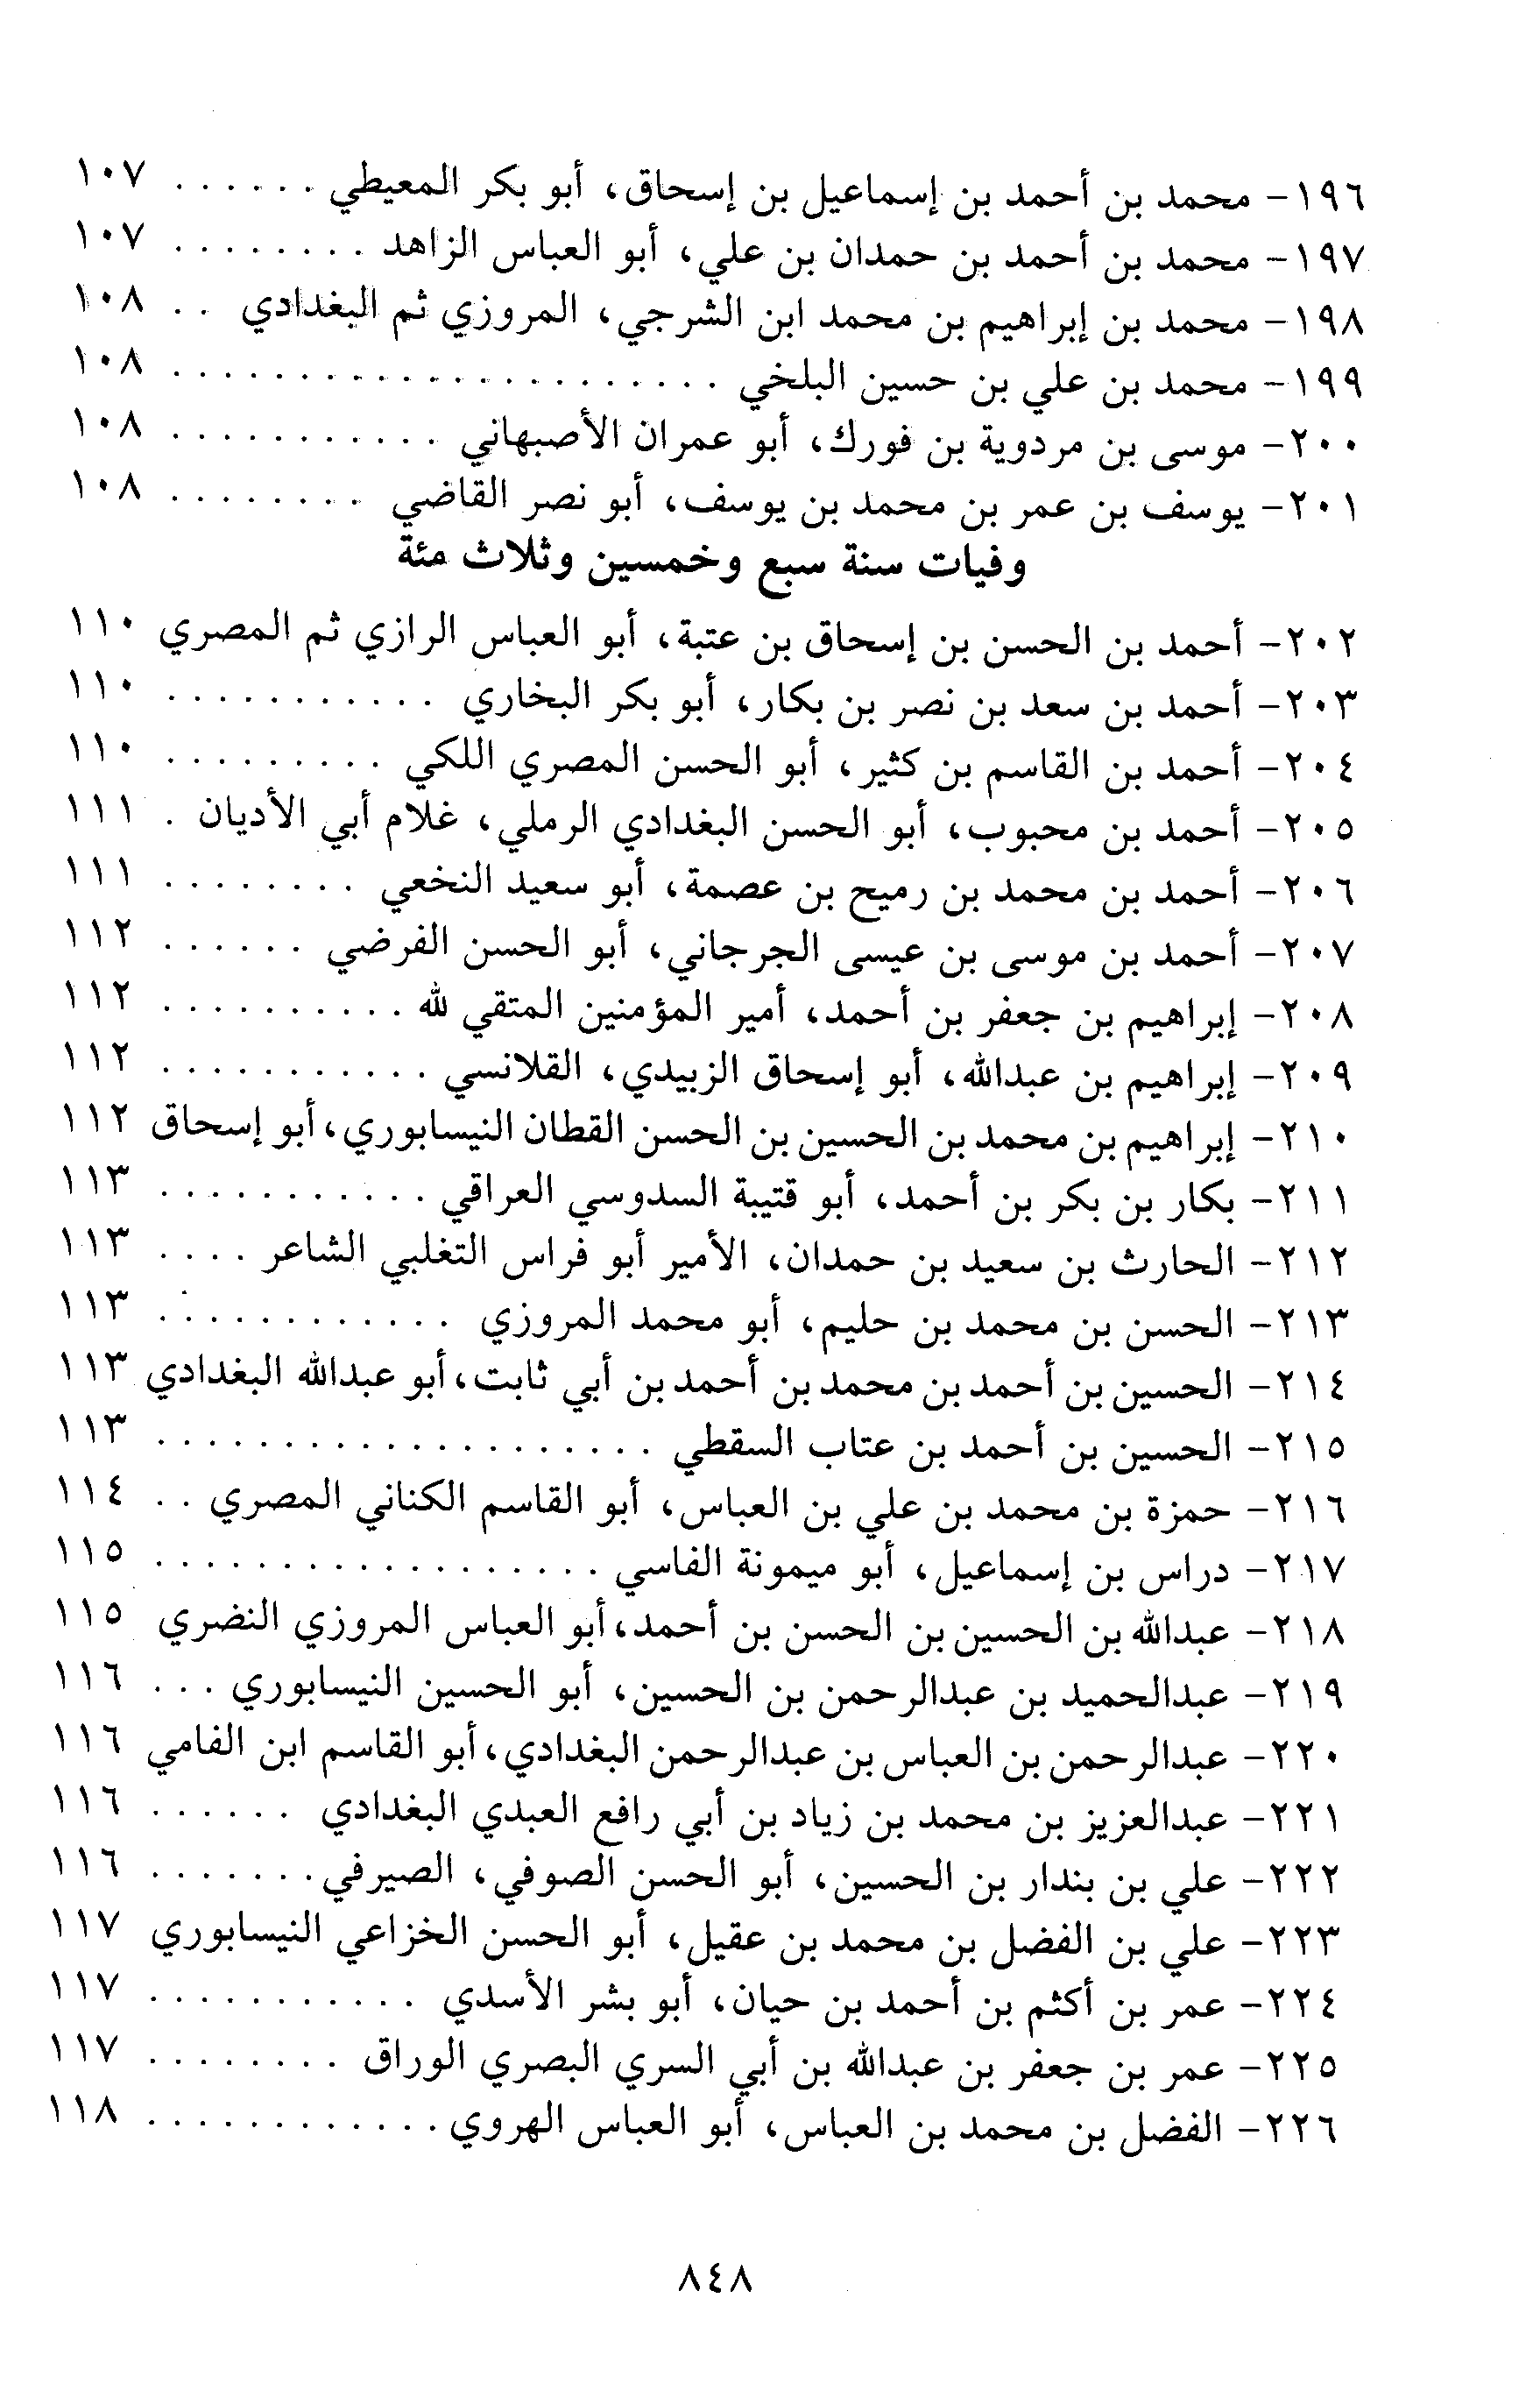 ١٩٦- محمد بن أحمد بن إسماعيل بن إسحاق، أبو بكر المعيطي . . . . . . ١٠٧
١٩٧- محمد بن أحمد بن حمدان بن علي، أبو العباس الزاهد . . . . . . . . ١٠٧
١٩٨- محمد بن إبراهيم بن محمد ابن الشرجي، المروزي ثم البغدادي . . ١٠٨
١٩٩- محمد بن علي بن حسين البلخي . . . . . . . . . . . . . . . . . . . . . . ١٠٨
٢٠٠- موسى بن مردوية بن فورك، أبو عمران الأصبهاني . . . . . . . . . . . ١٠٨
٢٠١- يوسف بن عمر بن محمد بن يوسف، أبو نصر القاضي . . . . . . . . ١٠٨
وفيات سنة سبع وخمسين وثلاث مئة
٢٠٢- أحمد بن الحسن بن إسحاق بن عتبة، أبو العباس الرازي ثم المصري ١١٠
٢٠٣- أحمد بن سعد بن نصر بن بكار، أبو بكر البخاري . . . . . . . . . . . ١١٠
٢٠٤- أحمد بن القاسم بن كثير، أبو الحسن المصري اللكي . . . . . . . . . ١١٠
٢٠٥- أحمد بن محبوب، أبو الحسن البغدادي الرملي، غلام أبي الأديان . ١١١
٢٠٦- أحمد بن محمد بن رميح بن عصمة، أبو سعيد النخعي . . . . . . . . ١١١
٢٠٧- أحمد بن موسى بن عيسى الجرجاني، أبو الحسن الفرضي . . . . . . ١١٢
٢٠٨- إبراهيم بن جعفر بن أحمد، أمير المؤمنين المتقي لله . . . . . . . . . . ١١٢
٢٠٩- إبراهيم بن عبدالله، أبو إسحاق الزبيدي، القلانسي . . . . . . . . . . . ١١٢
٢١٠- إبراهيم بن محمد بن الحسين بن الحسن القطان النيسابوري، أبو إسحاق ١١٢
٢١١- بكار بن بكر بن أحمد، أبو قتيبة السدوسي العراقي . . . . . . . . . . . ١١٣
٢١٢- الحارث بن سعيد بن حمدان، الأمير أبو فراس التغلبي الشاعر . . . . ١١٣
٢١٣- الحسن بن محمد بن حليم، أبو محمد المروزي . . . . . . . . . . . . ١١٣
٢١٤- الحسين بن أحمد بن محمد بن أحمد بن أبي ثابت، أبو عبدالله البغدادي ١١٣
٢١٥- الحسين بن أحمد بن عتاب السقطي . . . . . . . . . . . . . . . . . . . . ١١٣
٢١٦- حمزة بن محمد بن علي بن العباس، أبو القاسم الكناني المصري . . ١١٤
٢١٧- دراس بن إسماعيل، أبو ميمونة الفاسي . . . . . . . . . . . . . . . . . . ١١٥
٢١٨- عبدالله بن الحسين بن الحسن بن أحمد، أبو العباس المروزي النضري ١١٥
٢١٩- عبدالحميد بن عبدالرحمن بن الحسين، أبو الحسين النيسابوري . . . ١١٦
٢٢٠- عبدالرحمن بن العباس بن عبدالرحمن البغدادي، أبو القاسم ابن الفامي ١١٦
٢٢١- عبدالعزيز بن محمد بن زياد بن أبي رافع العبدي البغدادي . . . . . . ١١٦
٢٢٢- علي بن بندار بن الحسين، أبو الحسن الصوفي، الصيرفي . . . . . . . ١١٦
٢٢٣- علي بن الفضل بن محمد بن عقيل، أبو الحسن الخزاعي النيسابوري ١١٧
٢٢٤- عمر بن أكثم بن أحمد بن حيان، أبو بشر الأسدي . . . . . . . . . . . ١١٧
٢٢٥- عمر بن جعفر بن عبدالله بن أبي السري البصري الوراق . . . . . . . . ١١٧
٢٢٦- الفضل بن محمد بن العباس، أبو العباس الهروي . . . . . . . . . . . . ١١٨
٨٤٨